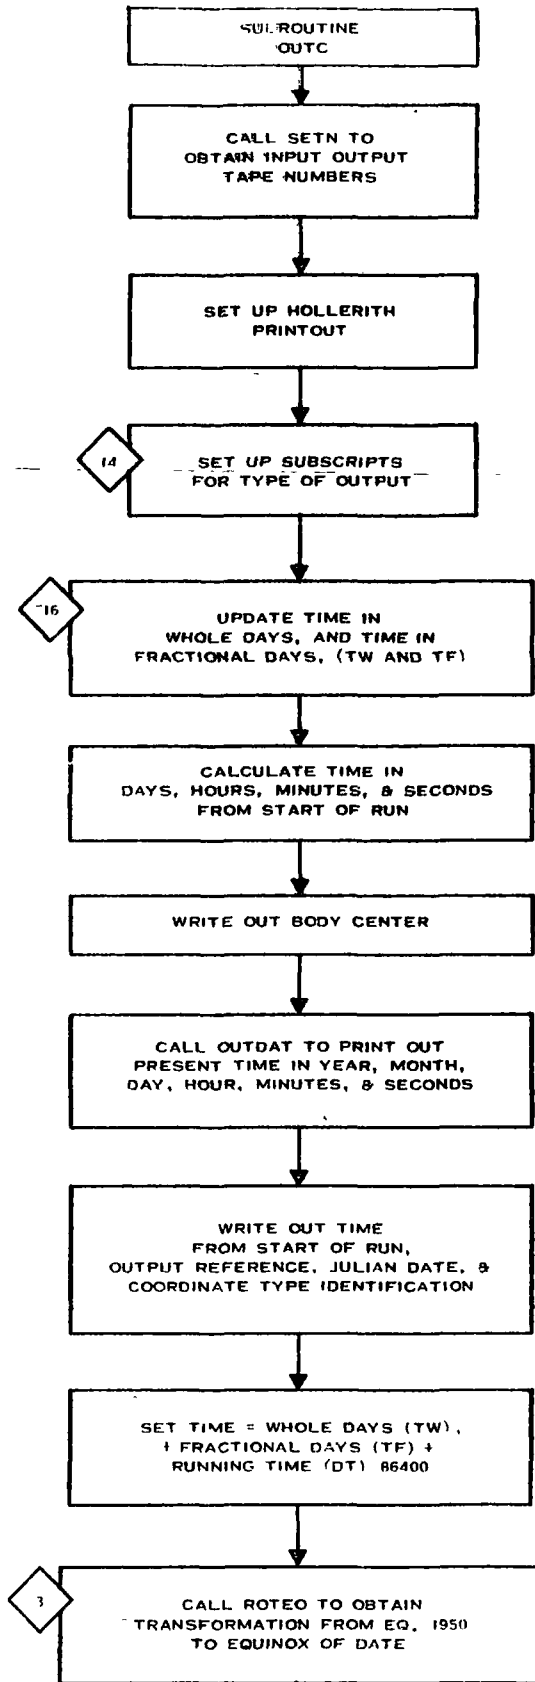 SUBROUTINE
OUTC
CALL SETN TO
OBTAIN INPUT OUTPUT
TAPE NUMBERS
SET UP HOLLERITH
PRINTOUT
14
SET UP SUBSCRIPTS
FOR TYPE OF OUTPUT
16
UPDATE TIME IN
WHOLE DAYS, AND TIME IN
FRACTIONAL DAYS, (TW AND TF)
CALCULATE TIME IN
DAYS, HOURS, MINUTES, & SECONDS
FROM START OF RUN
WRITE OUT BODY CENTER
CALL OUTDAT TO PRINT OUT
PRESENT TIME IN YEAR, MONTH,
DAY, HOUR, MINUTES, & SECONDS
WRITE OUT TIME
FROM START OF RUN,
OUTPUT REFERENCE, JULIAN DATE, &
COORDINATE TYPE IDENTIFICATION
SET TIME = WHOLE DAYS (TW),
+ FRACTIONAL DAYS (TF) +
RUNNING TIME (DT) 86400
3
CALL ROTEQ TO OBTAIN
TRANSFORMATION FROM EQ. 1950
TO EQUINOX OF DATE